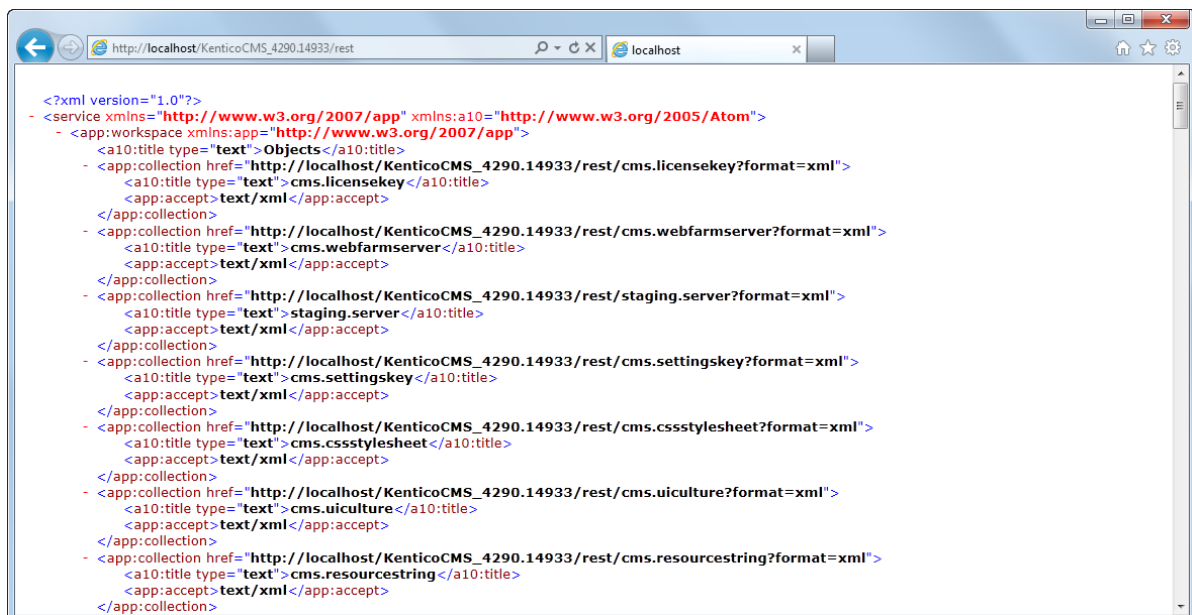 http://localhost/KenticoCMS_4290.14933/rest
localhost
<?xml version="1.0"?>
- <service xmlns="http://www.w3.org/2007/app" xmlns:a10="http://www.w3.org/2005/Atom">
- <app:workspace xmlns:app="http://www.w3.org/2007/app">
<a10:title type="text">Objects</a10:title>
- <app:collection href="http://localhost/KenticoCMS_4290.14933/rest/cms.licensekey?format=xml">
<a10:title type="text">cms.licensekey</a10:title>
<app:accept>text/xml</app:accept>
</app:collection>
- <app:collection href="http://localhost/KenticoCMS_4290.14933/rest/cms.webfarmserver?format=xml">
<a10:title type="text">cms.webfarmserver</a10:title>
<app:accept>text/xml</app:accept>
</app:collection>
- <app:collection href="http://localhost/KenticoCMS_4290.14933/rest/staging.server?format=xml">
<a10:title type="text">staging.server</a10:title>
<app:accept>text/xml</app:accept>
</app:collection>
- <app:collection href="http://localhost/KenticoCMS_4290.14933/rest/cms.settingskey?format=xml">
<a10:title type="text">cms.settingskey</a10:title>
<app:accept>text/xml</app:accept>
</app:collection>
- <app:collection href="http://localhost/KenticoCMS_4290.14933/rest/cms.cssstylesheet?format=xml">
<a10:title type="text">cms.cssstylesheet</a10:title>
<app:accept>text/xml</app:accept>
</app:collection>
- <app:collection href="http://localhost/KenticoCMS_4290.14933/rest/cms.uiculture?format=xml">
<a10:title type="text">cms.uiculture</a10:title>
<app:accept>text/xml</app:accept>
</app:collection>
- <app:collection href="http://localhost/KenticoCMS_4290.14933/rest/cms.resourcestring?format=xml">
<a10:title type="text">cms.resourcestring</a10:title>
<app:accept>text/xml</app:accept>
</app:collection>